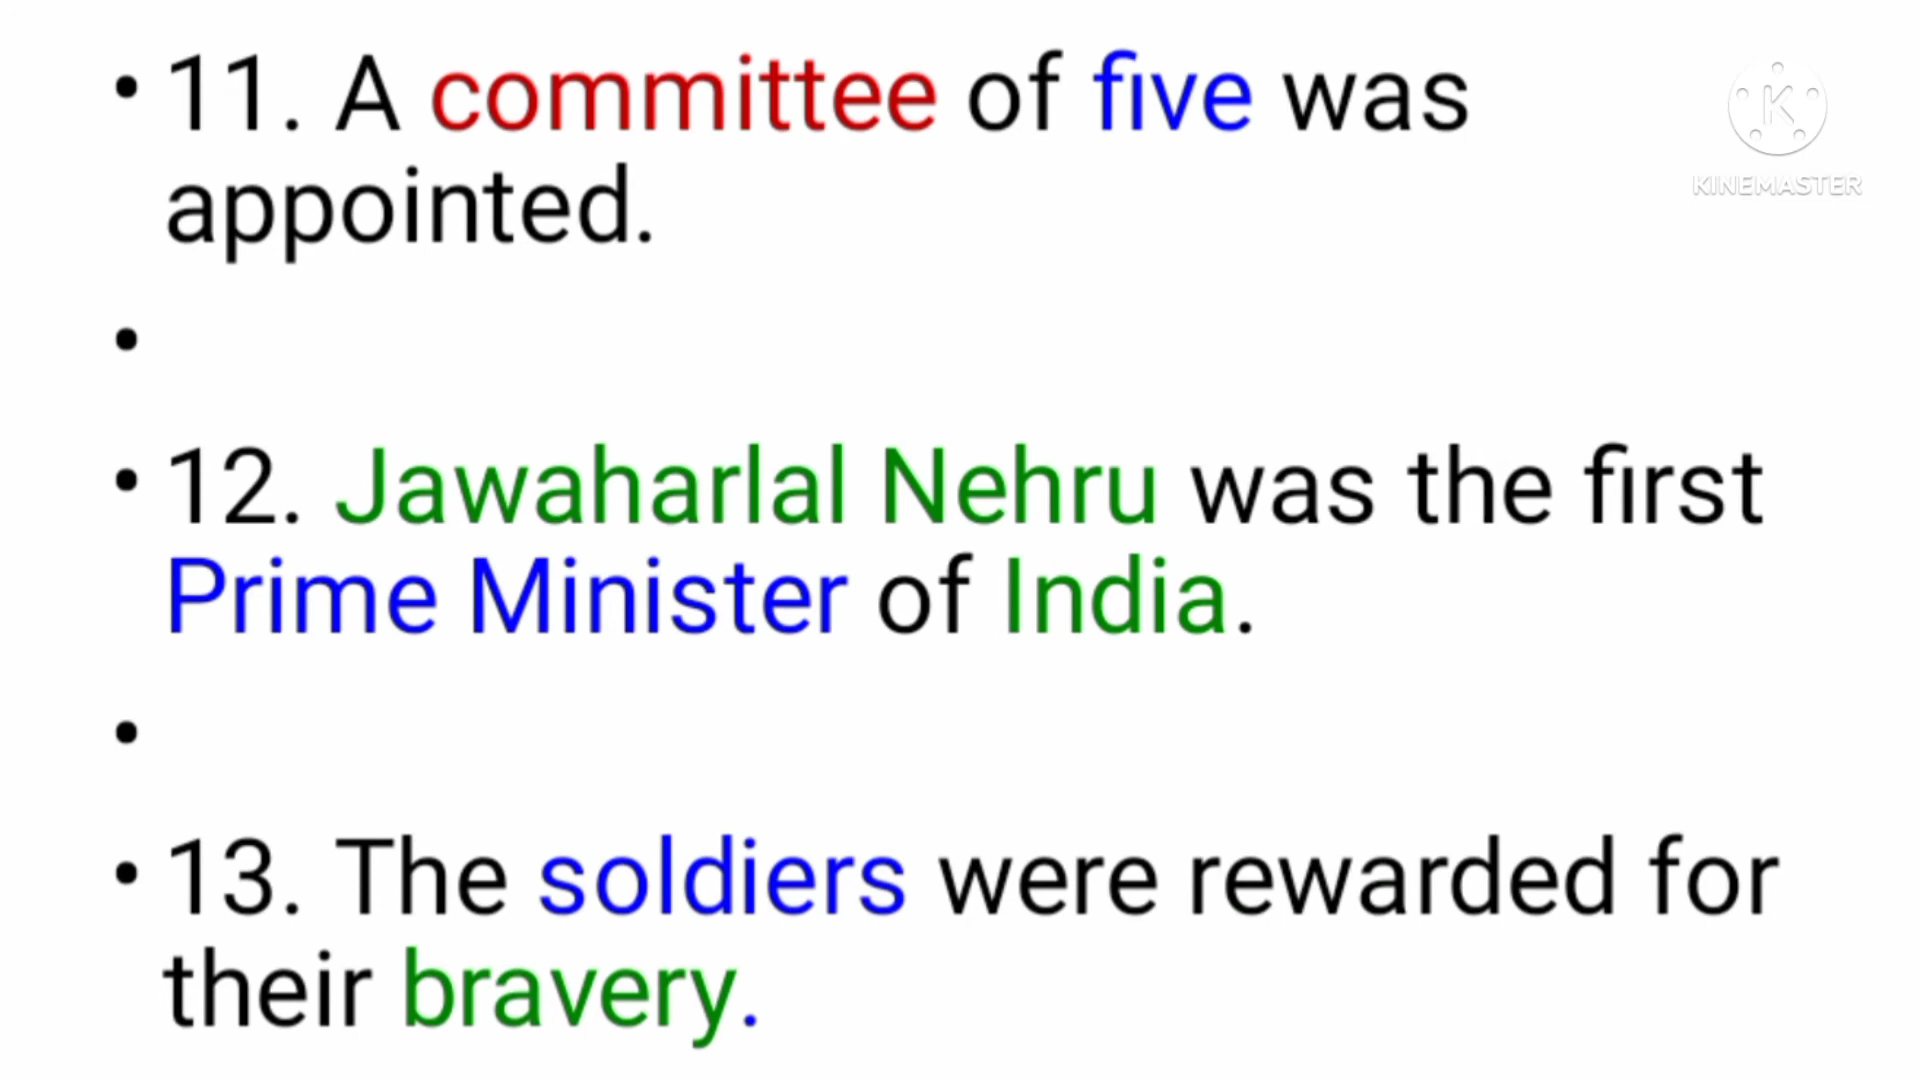 • 11. A committee of five was
appointed.
•
• 12. Jawaharlal Nehru was the first
Prime Minister of India.
•
• 13. The soldiers were rewarded for
their bravery.
K
KINEMASTER